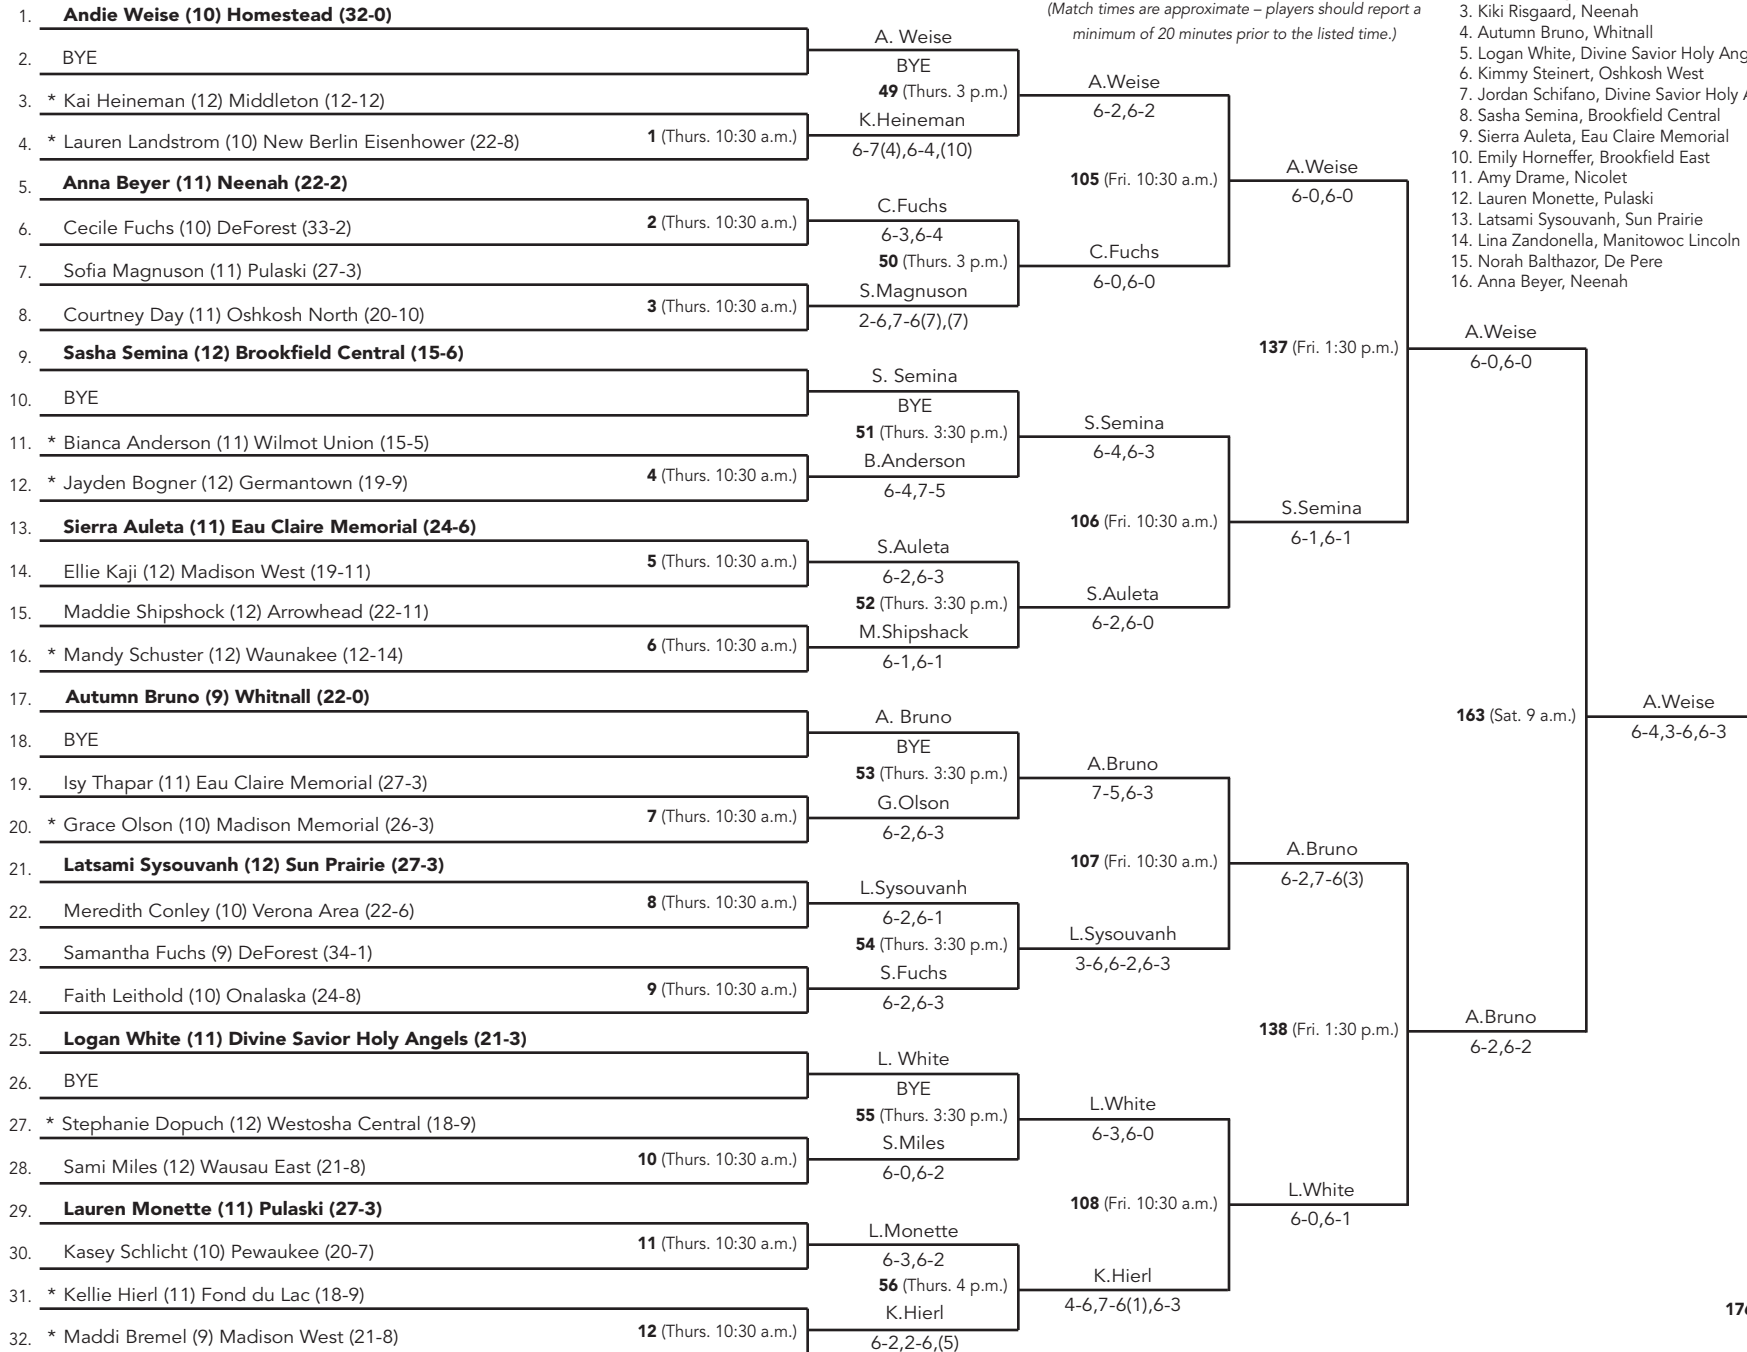 (Match times are approximate – players should report a
minimum of 20 minutes prior to the listed time.)
3. Kiki Risgaard, Neenah
4. Autumn Bruno, Whitnall
5. Logan White, Divine Savior Holy Ang
6. Kimmy Steinert, Oshkosh West
7. Jordan Schifano, Divine Savior Holy A
8. Sasha Semina, Brookfield Central
9. Sierra Auleta, Eau Claire Memorial
10. Emily Horneffer, Brookfield East
11. Amy Drame, Nicolet
12. Lauren Monette, Pulaski
13. Latsami Sysouvanh, Sun Prairie
14. Lina Zandonella, Manitowoc Lincoln
15. Norah Balthazor, De Pere
16. Anna Beyer, Neenah
1. Andie Weise (10) Homestead (32-0)
2. BYE
3. * Kai Heineman (12) Middleton (12-12)
4. * Lauren Landstrom (10) New Berlin Eisenhower (22-8)
1 (Thurs. 10:30 a.m.)
5. Anna Beyer (11) Neenah (22-2)
6. Cecile Fuchs (10) DeForest (33-2)
2 (Thurs. 10:30 a.m.)
7. Sofia Magnuson (11) Pulaski (27-3)
8. Courtney Day (11) Oshkosh North (20-10)
3 (Thurs. 10:30 a.m.)
9. Sasha Semina (12) Brookfield Central (15-6)
10. BYE
11. * Bianca Anderson (11) Wilmot Union (15-5)
12. * Jayden Bogner (12) Germantown (19-9)
4 (Thurs. 10:30 a.m.)
13. Sierra Auleta (11) Eau Claire Memorial (24-6)
14. Ellie Kaji (12) Madison West (19-11)
5 (Thurs. 10:30 a.m.)
15. Maddie Shipshock (12) Arrowhead (22-11)
16. * Mandy Schuster (12) Waunakee (12-14)
6 (Thurs. 10:30 a.m.)
17. Autumn Bruno (9) Whitnall (22-0)
18. BYE
19. Isy Thapar (11) Eau Claire Memorial (27-3)
20. * Grace Olson (10) Madison Memorial (26-3)
7 (Thurs. 10:30 a.m.)
21. Latsami Sysouvanh (12) Sun Prairie (27-3)
22. Meredith Conley (10) Verona Area (22-6)
8 (Thurs. 10:30 a.m.)
23. Samantha Fuchs (9) DeForest (34-1)
24. Faith Leithold (10) Onalaska (24-8)
9 (Thurs. 10:30 a.m.)
25. Logan White (11) Divine Savior Holy Angels (21-3)
26. BYE
27. * Stephanie Dopuch (12) Westosha Central (18-9)
28. Sami Miles (12) Wausau East (21-8)
10 (Thurs. 10:30 a.m.)
29. Lauren Monette (11) Pulaski (27-3)
30. Kasey Schlicht (10) Pewaukee (20-7)
11 (Thurs. 10:30 a.m.)
31. * Kellie Hierl (11) Fond du Lac (18-9)
32. * Maddi Bremel (9) Madison West (21-8)
12 (Thurs. 10:30 a.m.)
A. Weise
BYE
49 (Thurs. 3 p.m.)
K.Heineman
6-7(4),6-4,(10)
C.Fuchs
6-3,6-4
50 (Thurs. 3 p.m.)
S.Magnuson
2-6,7-6(7),(7)
S. Semina
BYE
51 (Thurs. 3:30 p.m.)
B.Anderson
6-4,7-5
S.Auleta
6-2,6-3
52 (Thurs. 3:30 p.m.)
M.Shipshack
6-1,6-1
A. Bruno
BYE
53 (Thurs. 3:30 p.m.)
G.Olson
6-2,6-3
L.Sysouvanh
6-2,6-1
54 (Thurs. 3:30 p.m.)
S.Fuchs
6-2,6-3
L. White
BYE
55 (Thurs. 3:30 p.m.)
S.Miles
6-0,6-2
L.Monette
6-3,6-2
56 (Thurs. 4 p.m.)
K.Hierl
6-2,2-6,(5)
A.Weise
6-2,6-2
105 (Fri. 10:30 a.m.)
C.Fuchs
6-0,6-0
S.Semina
6-4,6-3
106 (Fri. 10:30 a.m.)
S.Auleta
6-2,6-0
A.Bruno
7-5,6-3
107 (Fri. 10:30 a.m.)
L.Sysouvanh
3-6,6-2,6-3
L.White
6-3,6-0
108 (Fri. 10:30 a.m.)
K.Hierl
4-6,7-6(1),6-3
A.Weise
6-0,6-0
137 (Fri. 1:30 p.m.)
S.Semina
6-1,6-1
A.Bruno
6-2,7-6(3)
138 (Fri. 1:30 p.m.)
L.White
6-0,6-1
A.Weise
6-0,6-0
163 (Sat. 9 a.m.)
A.Bruno
6-2,6-2
A.Weise
6-4,3-6,6-3